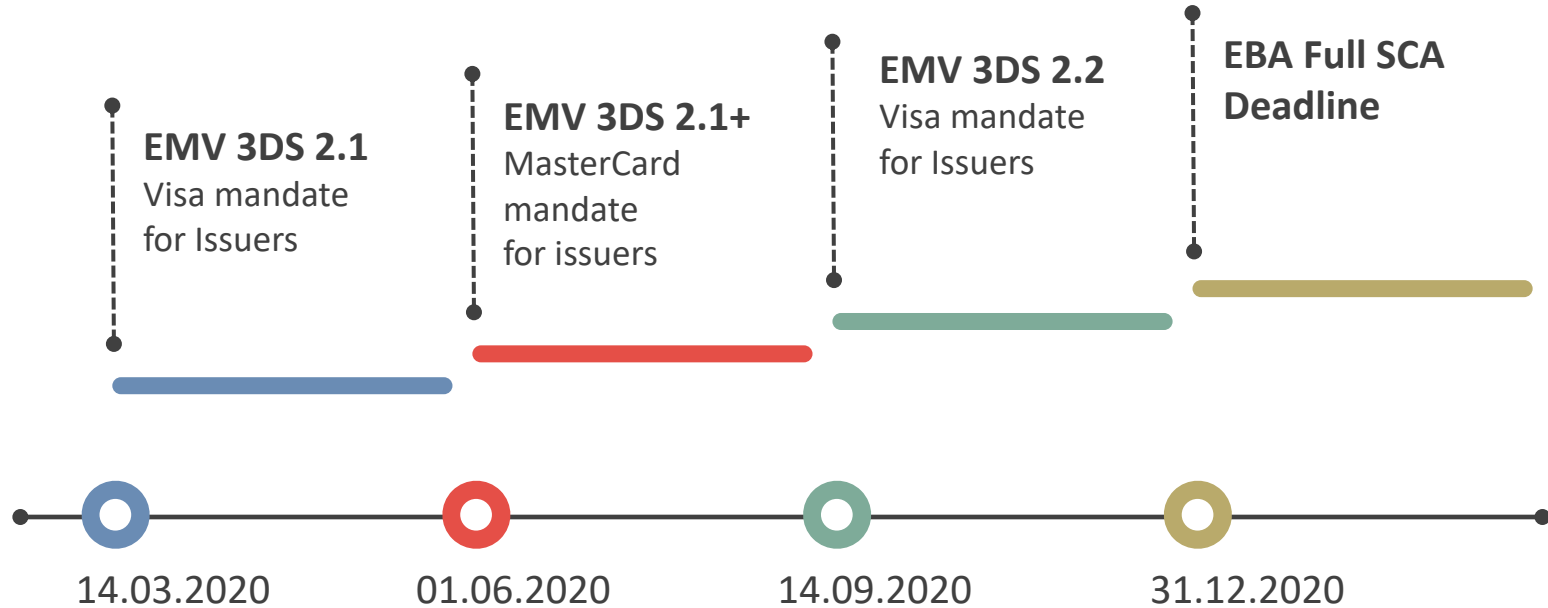 EMV 3DS 2.1
Visa mandate
for Issuers
EMV 3DS 2.1+
MasterCard
mandate
for issuers
EMV 3DS 2.2
Visa mandate
for Issuers
EBA Full SCA
Deadline
14.03.2020
01.06.2020
14.09.2020
31.12.2020